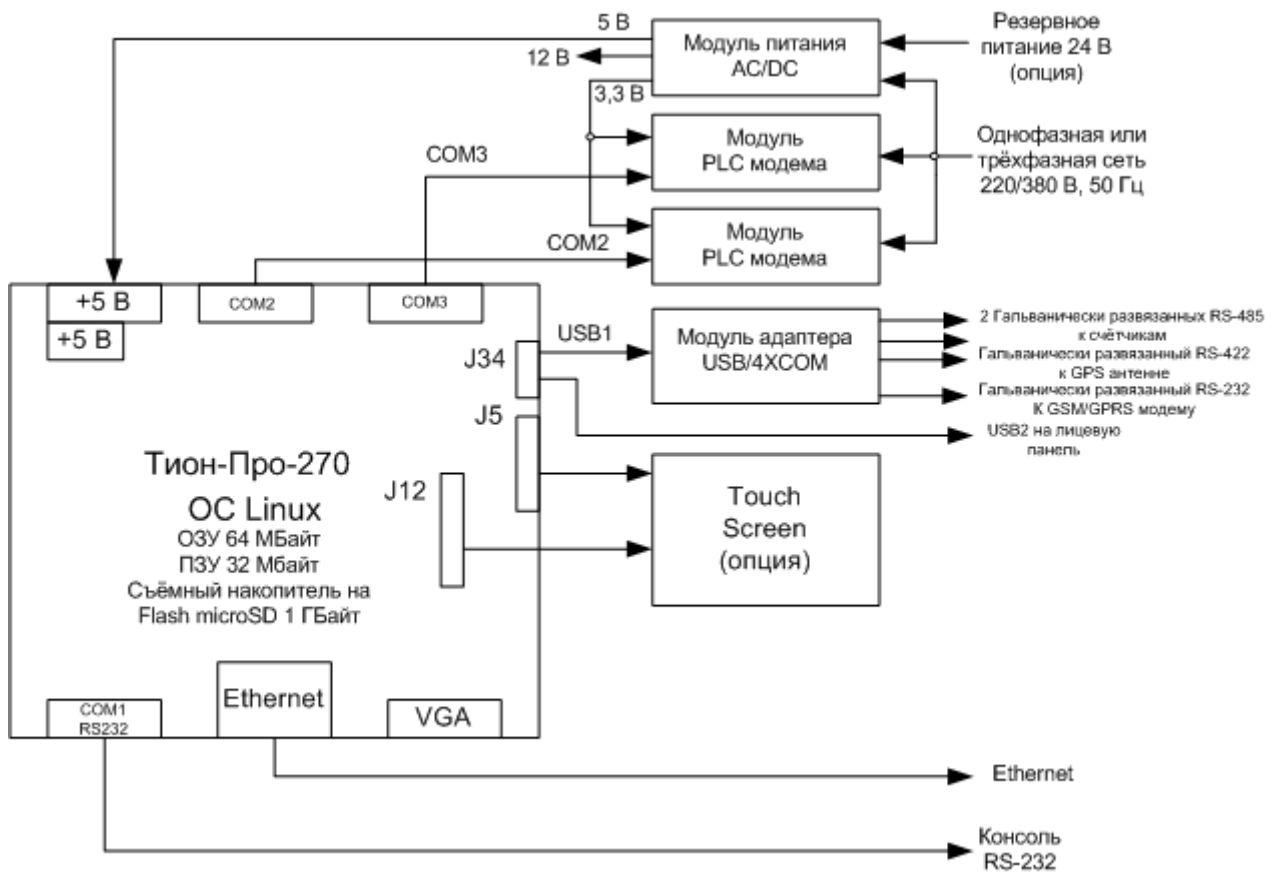 5 В
12 В
3,3 В
Модуль питания
AC/DC
Резервное
питание 24 В
(опция)
Модуль
PLC модема
Однофазная или
трёхфазная сеть
220/380 В, 50 Гц
COM3
Модуль
PLC модема
COM2
+5 В
COM2
COM3
+5 В
USB1
J34
Модуль адаптера
USB/4XCOM
2 Гальванически развязанных RS-485
к счётчикам
Гальванически развязанный RS-422
к GPS антенне
Гальванически развязанный RS-232
К GSM/GPRS модему
USB2 на лицевую
панель
J5
J12
Touch
Screen
(опция)
Тион-Про-270
ОС Linux
ОЗУ 64 МБайт
ПЗУ 32 Мбайт
Съёмный накопитель на
Flash microSD 1 ГБайт
COM1
RS232
Ethernet
VGA
Ethernet
Консоль
RS-232